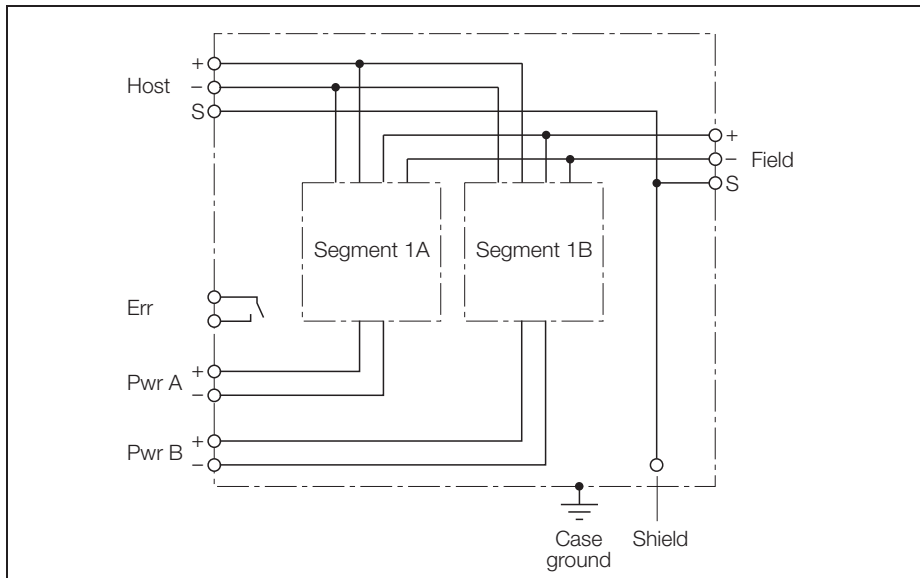 Host
+
−
S
+
−
S
Field
Segment 1A
Segment 1B
Err
Pwr A
+
−
Pwr B
+
−
Case
ground
Shield